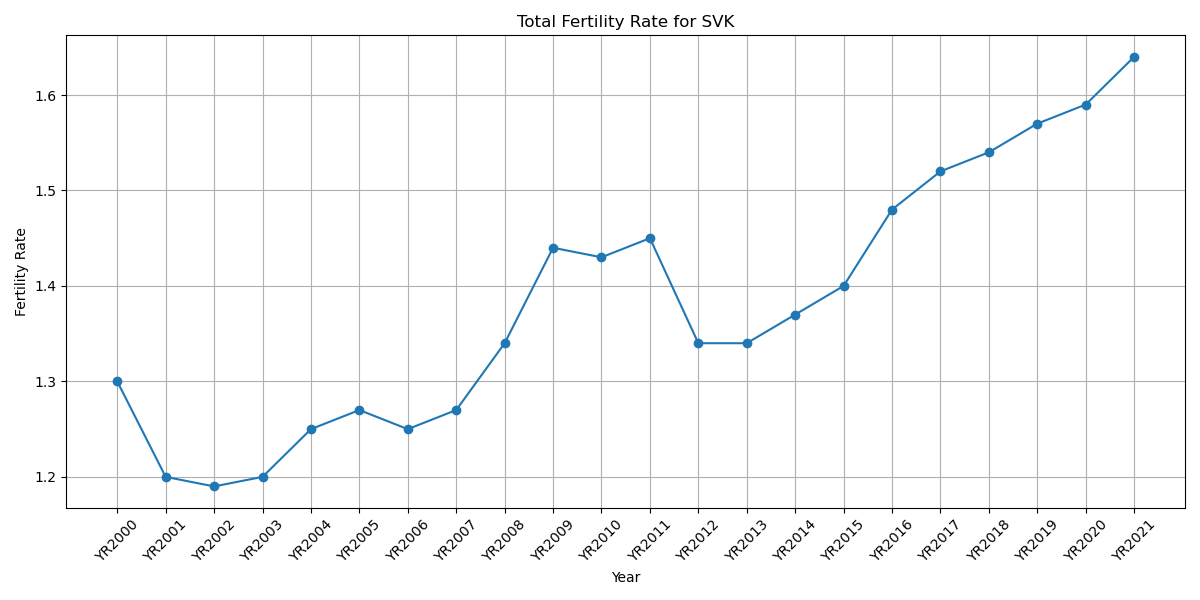 Total Fertility Rate for SVK
Fertility Rate
1.6
1.5
1.4
1.3
1.2
YR2000
YR2001
YR2002
YR2003
YR2004
YR2005
YR2006
YR2007
YR2008
YR2009
YR2010
YR2011
YR2012
YR2013
YR2014
YR2015
YR2016
YR2017
YR2018
YR2019
YR2020
YR2021
Year